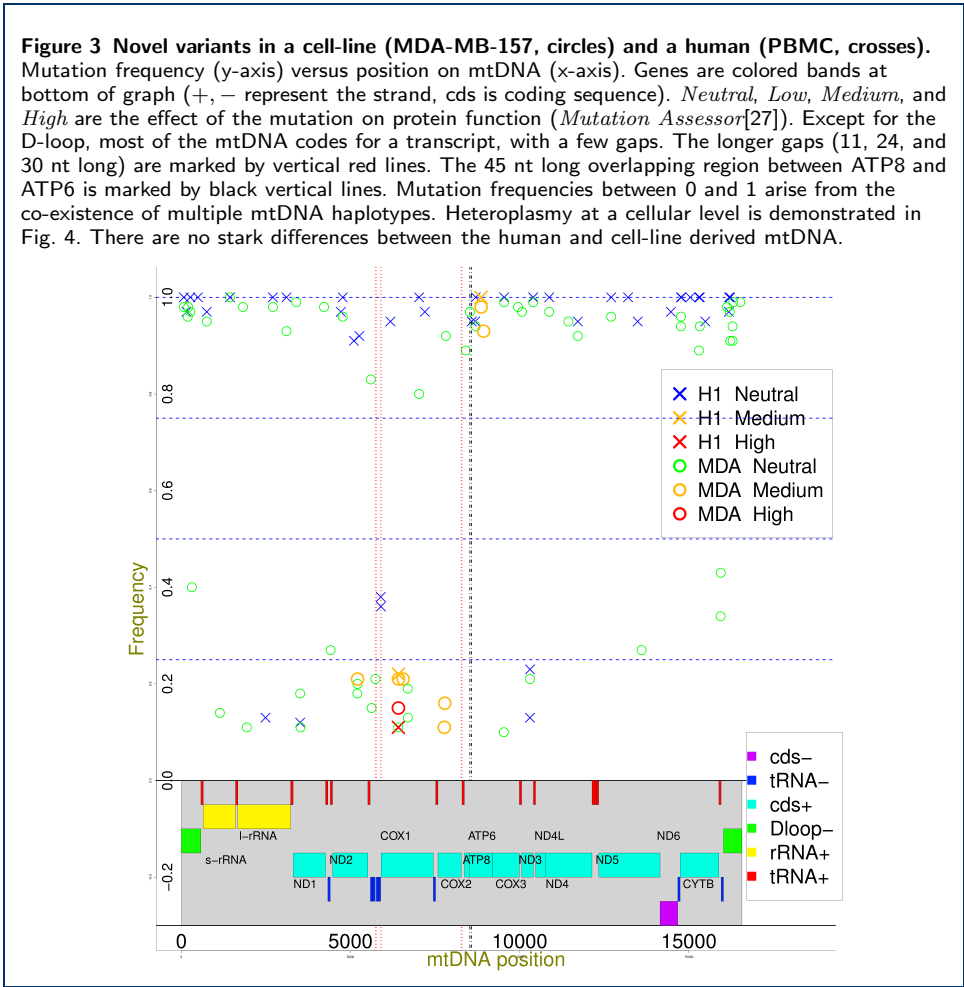 Figure 3 Novel variants in a cell-line (MDA-MB-157, circles) and a human (PBMC, crosses).
Mutation frequency (y-axis) versus position on mtDNA (x-axis). Genes are colored bands at
bottom of graph (+, − represent the strand, cds is coding sequence). Neutral, Low, Medium, and
High are the effect of the mutation on protein function (Mutation Assessor[27]). Except for the
D-loop, most of the mtDNA codes for a transcript, with a few gaps. The longer gaps (11, 24, and
30 nt long) are marked by vertical red lines. The 45 nt long overlapping region between ATP8 and
ATP6 is marked by black vertical lines. Mutation frequencies between 0 and 1 arise from the
co-existence of multiple mtDNA haplotypes. Heteroplasmy at a cellular level is demonstrated in
Fig. 4. There are no stark differences between the human and cell-line derived mtDNA.
1.0
0.8
0.6
0.4
0.2
0.0
−0.2
Frequency
H1 Neutral
H1 Medium
H1 High
MDA Neutral
MDA Medium
MDA High
cds-
tRNA-
cds+
Dloop-
rRNA+
tRNA+
l-rRNA
COX1
ATP6
ND4L
ND6
s-rRNA
ND2
ATP8
ND3
ND5
ND1
COX2
COX3
ND4
CYTB
0
5000
10000
15000
mtDNA position